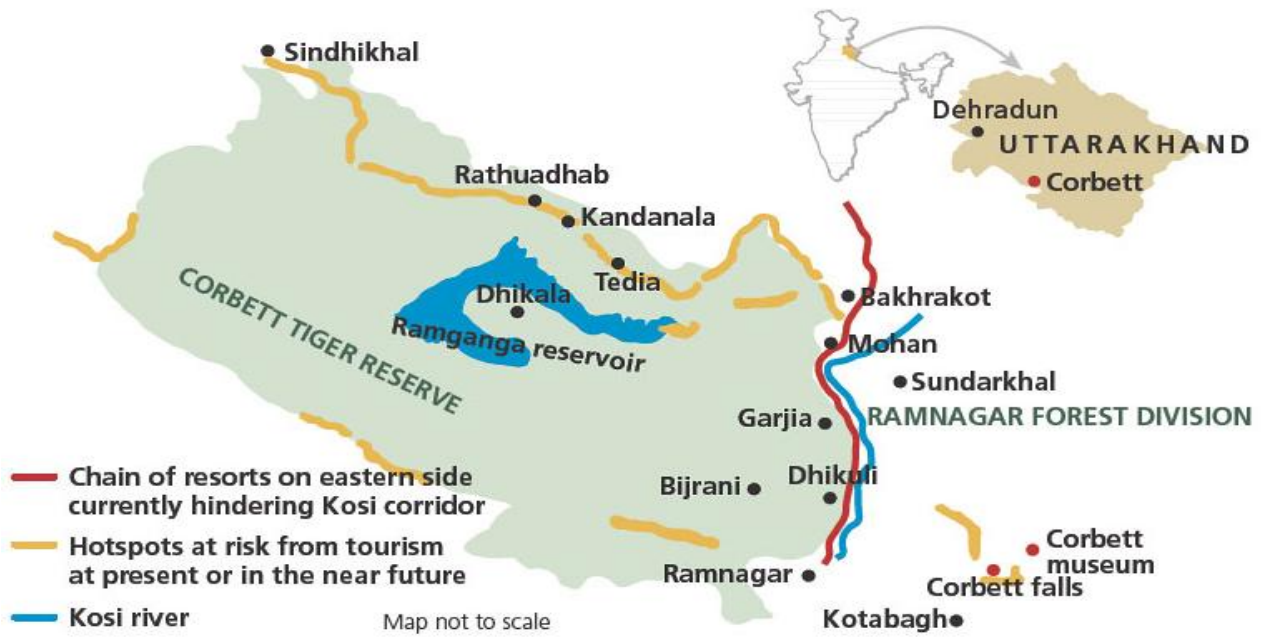 Sindhikhal
Dehradun
UTTARAKHAND
Corbett
Rathuadhab
Kandanala
Tedia
Dhikala
Ramganga reservoir
Bakhrakot
Mohan
Sundarkhal
CORBETT TIGER RESERVE
Garjia
RAMNAGAR FOREST DIVISION
Bijrani
Dhikuli
Ramnagar
Corbett
museum
Corbett falls
Kotabagh
Chain of resorts on eastern side
currently hindering Kosi corridor
Hotspots at risk from tourism
at present or in the near future
Kosi river
Map not to scale